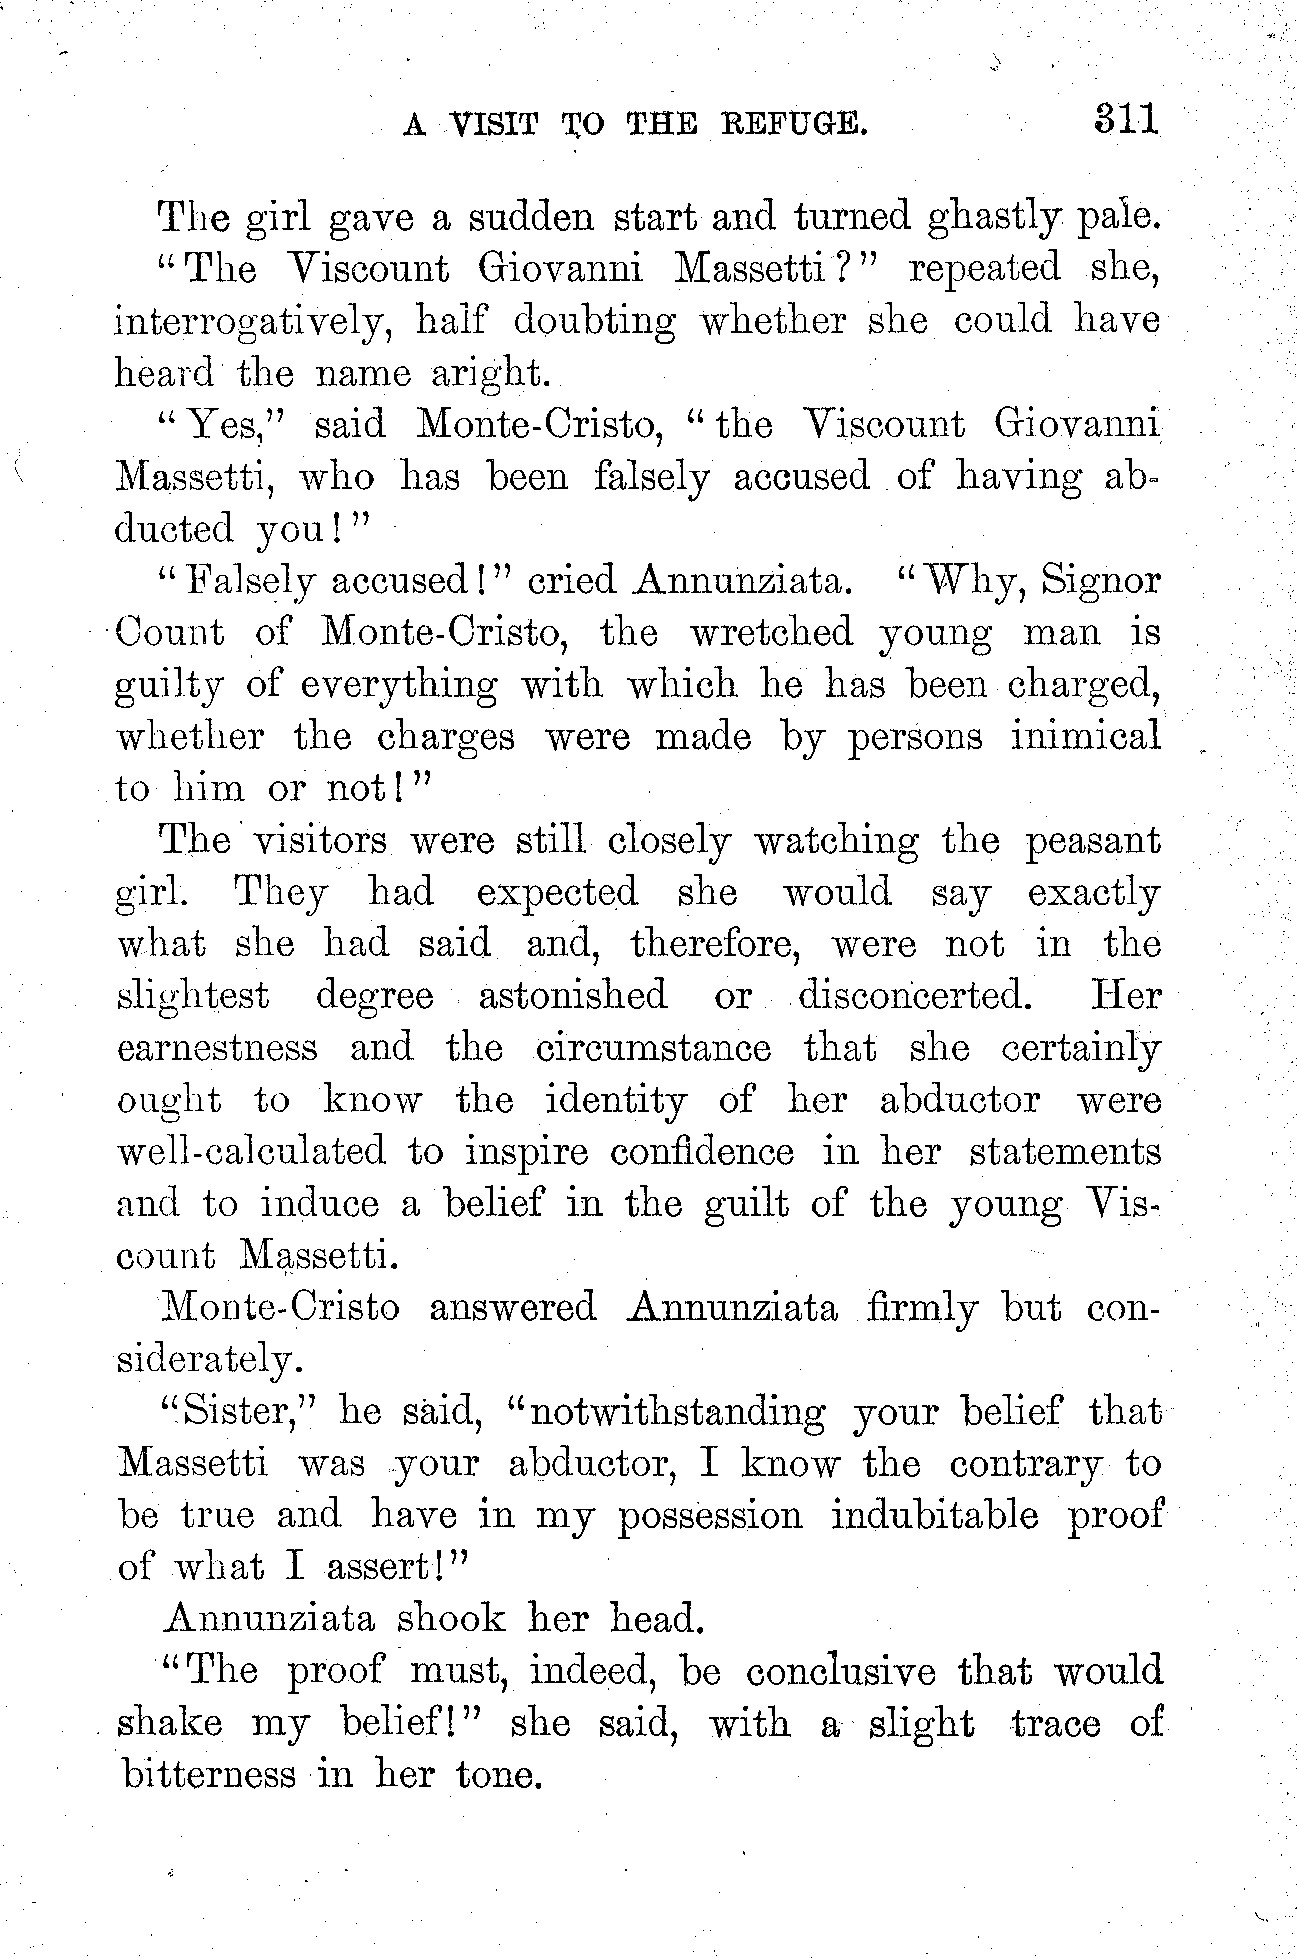 A VISIT TO THE REFUGE. 311
The girl gave a sudden start and turned ghastly pale.
"The Viscount Giovanni Massetti?" repeated she,
interrogatively, half doubting whether she could have
heard the name aright.
"Yes," said Monte-Cristo, "the Viscount Giovanni
Massetti, who has been falsely accused of having ab-
ducted you!"
"Falsely accused!" cried Annunziata. "Why, Signor
Count of Monte-Cristo, the wretched young man is
guilty of everything with which he has been charged,
whether the charges were made by persons inimical
to him or not!"
The visitors were still closely watching the peasant
girl. They had expected she would say exactly
what she had said and, therefore, were not in the
slightest degree astonished or disconcerted. Her
earnestness and the circumstance that she certainly
ought to know the identity of her abductor were
well-calculated to inspire confidence in her statements
and to induce a belief in the guilt of the young Vis-
count Massetti.
Monte-Cristo answered Annunziata firmly but con-
siderately.
"Sister," he said, "notwithstanding your belief that
Massetti was your abductor, I know the contrary to
be true and have in my possession indubitable proof
of what I assert!"
Annunziata shook her head.
"The proof must, indeed, be conclusive that would
shake my belief!" she said, with a slight trace of
bitterness in her tone.